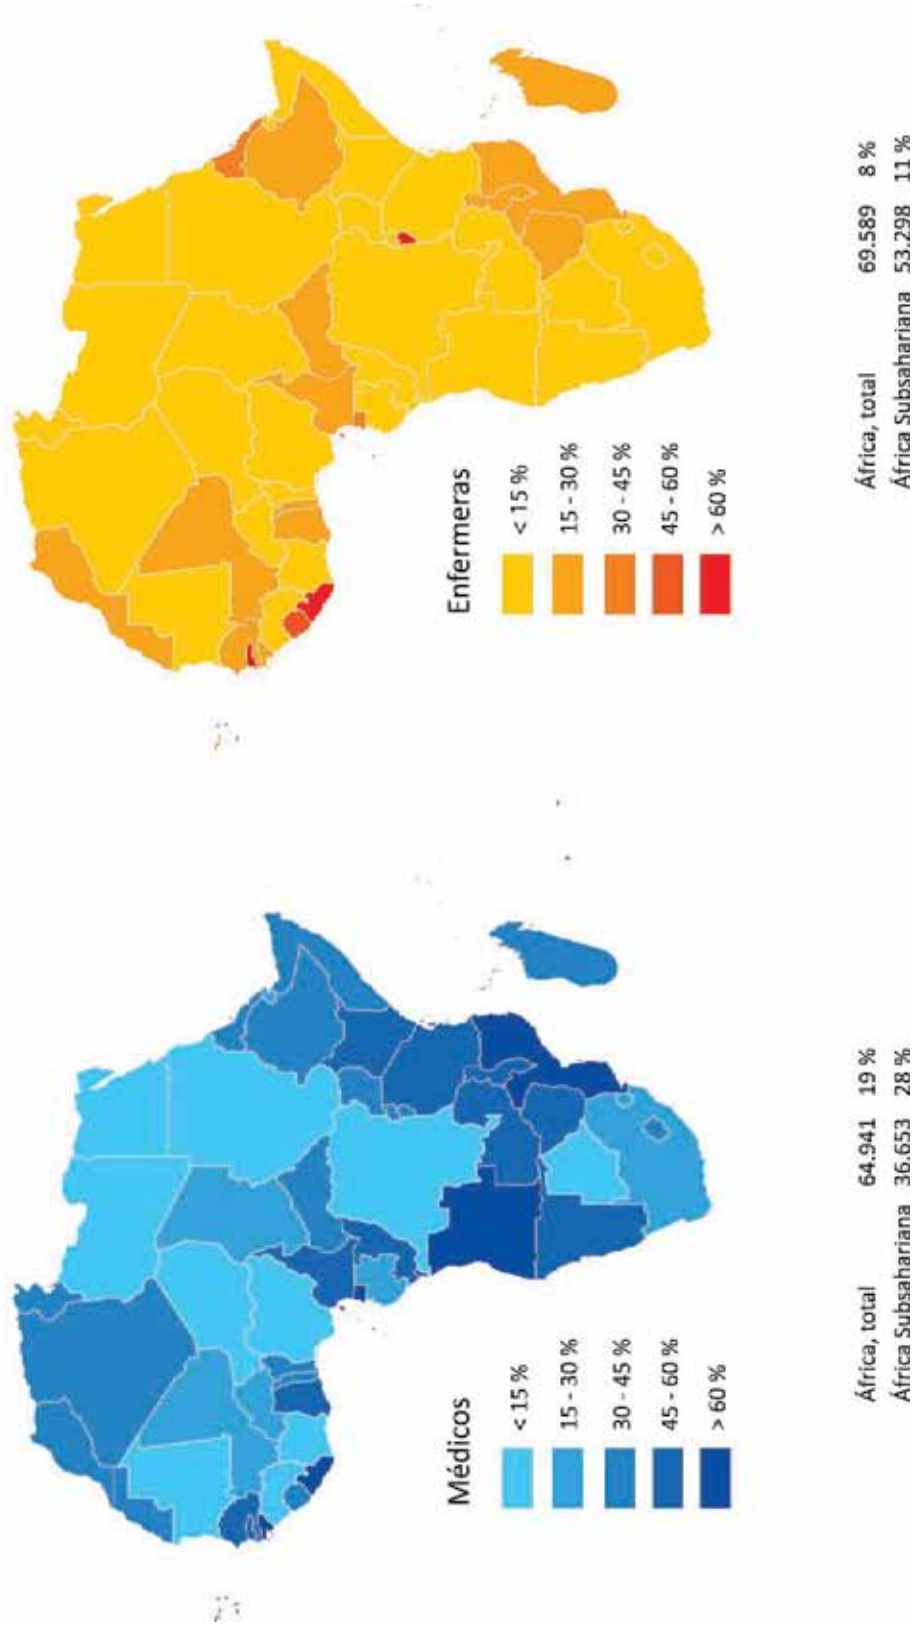 Médicos
< 15 %
15 - 30 %
30 - 45 %
45 - 60 %
> 60 %
África, total 64.941 19 %
África Subsahariana 36.653 28 %
Enfermeras
< 15 %
15 - 30 %
30 - 45 %
45 - 60 %
> 60 %
África, total 69.589 8 %
África Subsahariana 53.298 11 %